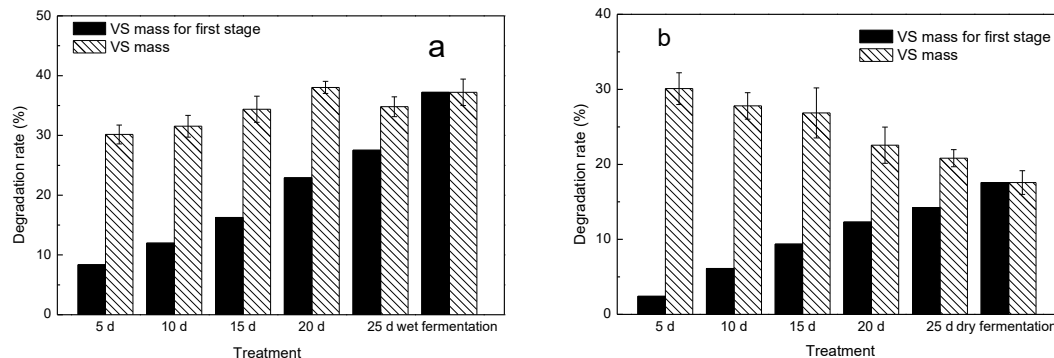 50
40
30
20
10
0
Degradation rate (%)
VS mass for first stage
VS mass
a
5 d 10 d 15 d 20 d 25 d wet fermentation
Treatment
40
30
20
10
0
Degradation rate (%)
b
VS mass for first stage
VS mass
5 d 10 d 15 d 20 d 25 d dry fermentation
Treatment